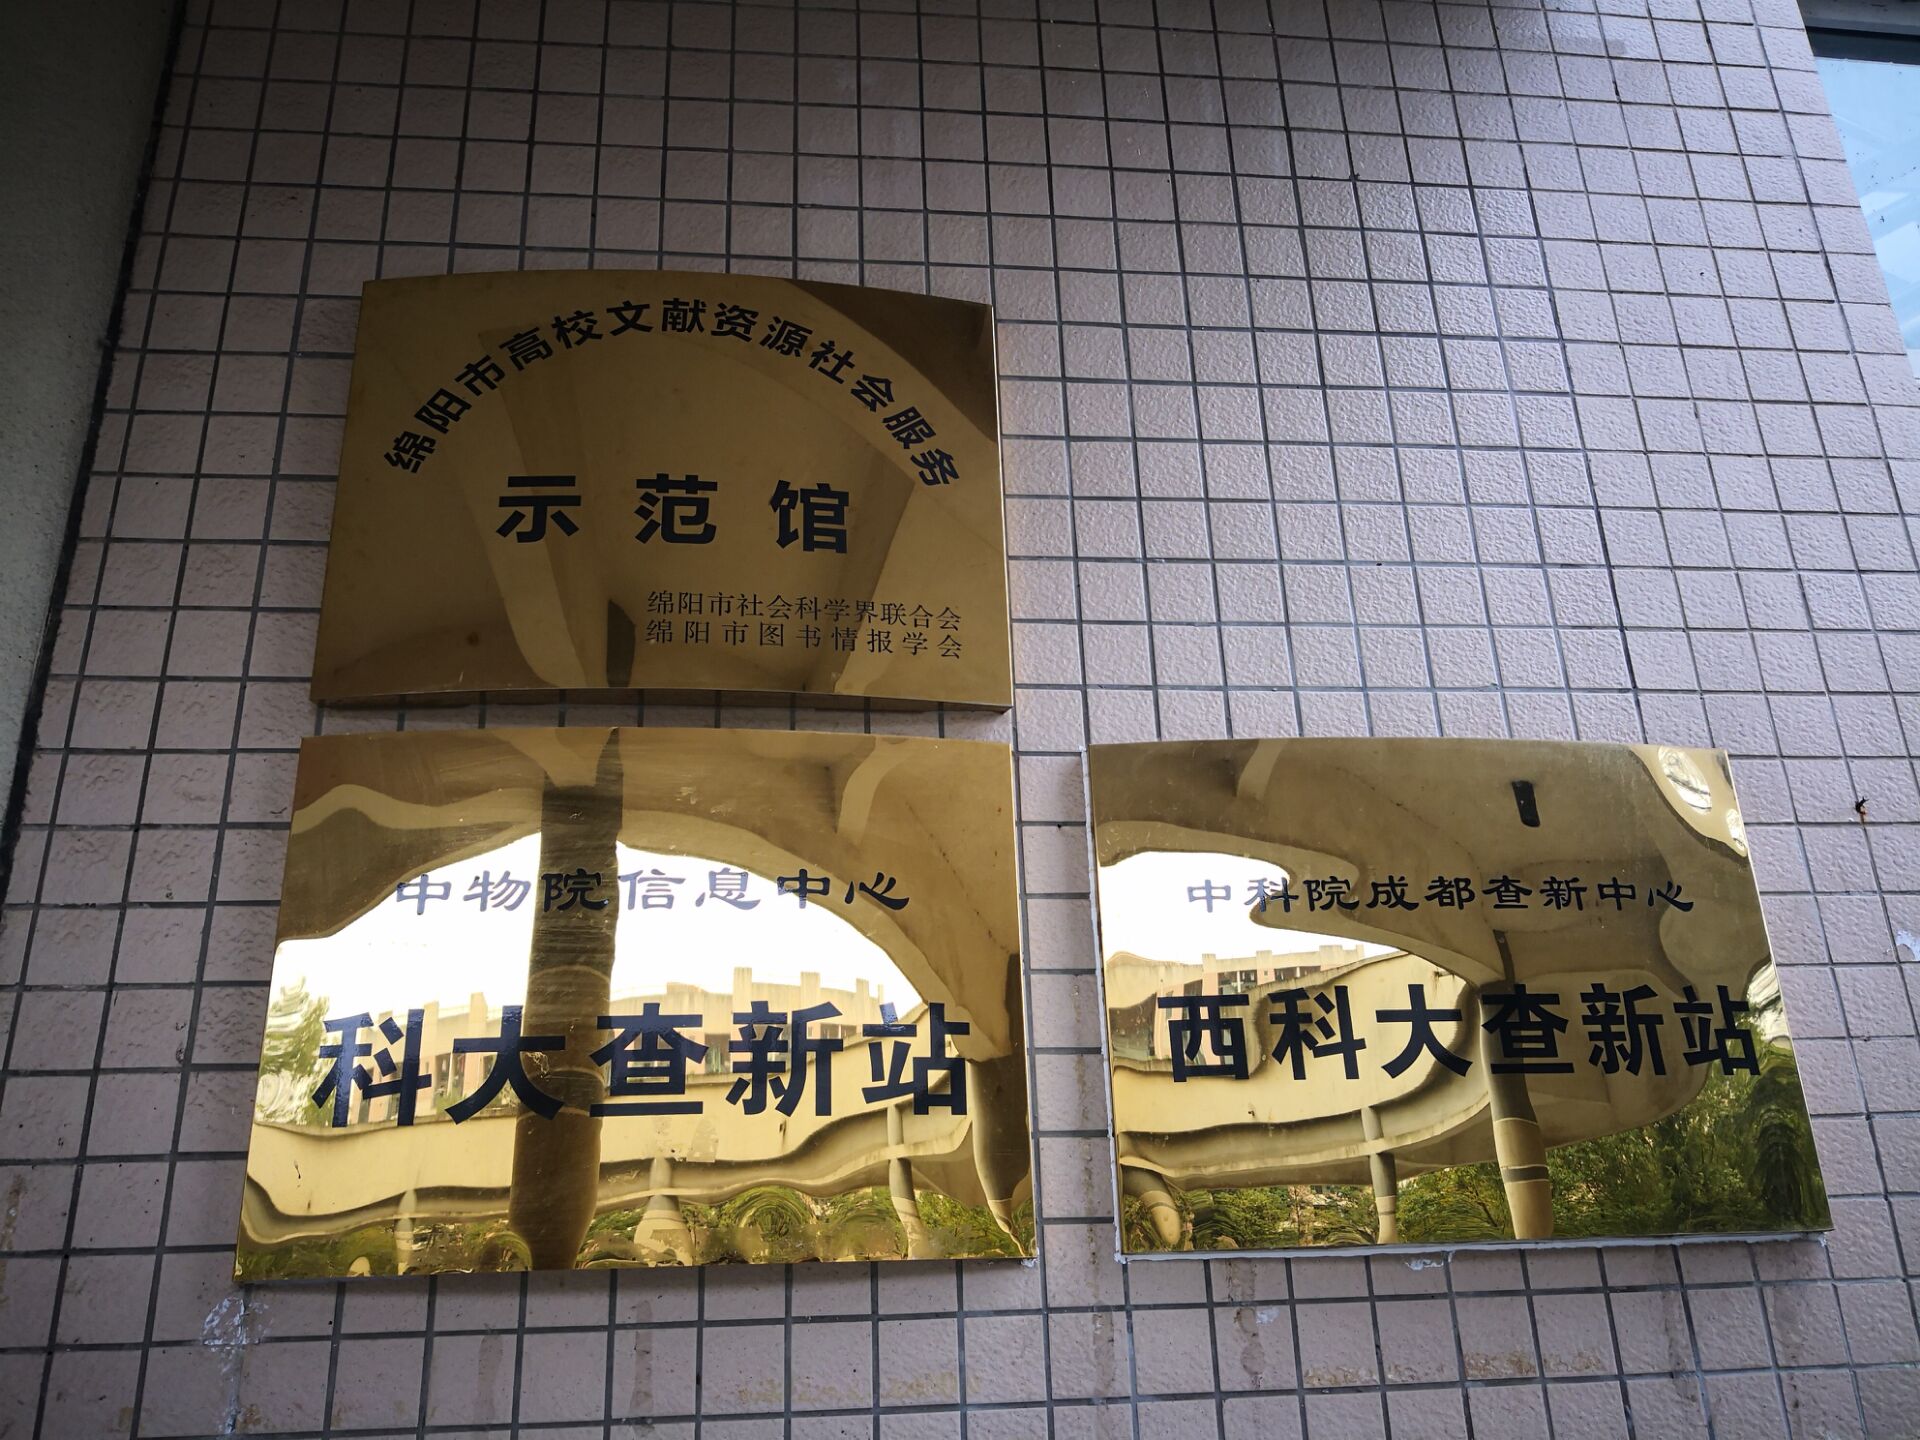 绵阳市高校文献资源社会服务
示范馆
绵阳市社会科学界联合会
绵阳市图书情报学会
中物院信息中心
科大查新站
中科院成都查新中心
西科大查新站